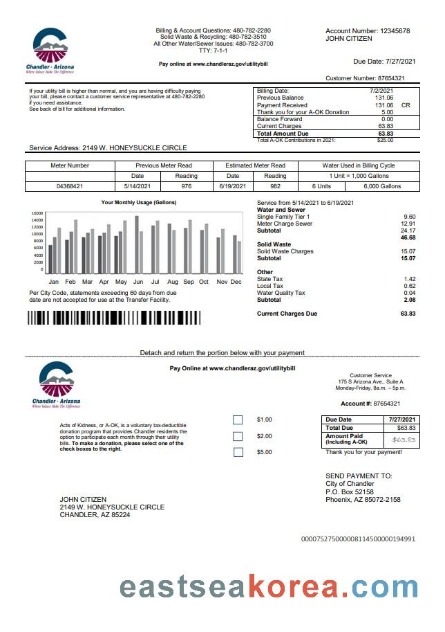 Billing & Account Questions: 480-782-2280
Solid Waste & Recycling: 480-782-3510
All Other Water/Sewer Issues: 480-782-3700
TTY: 7-1-1
Pay online at www.chandleraz.gov/utilitybill
Account Number: 12345678
JOHN CITIZEN
Due Date: 7/27/2021
Customer Number: 87654321
Chandler · Arizona
Where Values Make The Difference
If your utility bill is higher than normal, and you are having difficulty paying
your bill, please contact a customer service representative at 480-782-2280
if you need assistance.
See back of bill for additional information.
Billing Date: 7/2/2021
Previous Balance 131.06
Payment Received 131.06 CR
Thank you for your A-OK Donation 5.00
Balance Forward 0.00
Current Charges 63.83
Total Amount Due 63.83
Total A-OK Contributions in 2021: $25.00
Service Address: 2149 W. HONEYSUCKLE CIRCLE
Meter Number Previous Meter Read Estimated Meter Read Water Used in Billing Cycle
Date Read Date Read 1 Unit = 1,000 Gallons
04368421 5/14/2021 976 6/19/2021 982 6 Units 6,000 Gallons
Your Monthly Usage (Gallons)
16000
14000
12000
10000
8000
6000
4000
2000
0
Jan Feb Mar Apr May Jun Jul Aug Sep Oct Nov Dec
Per City Code, statements exceeding 60 days from due
date are not accepted for use at the Transfer Facility.
Service from 5/14/2021 to 6/19/2021
Water and Sewer
Single Family Tier 1 9.60
Meter Charge Sewer 12.91
Subtotal 24.17
46.68
Solid Waste
Solid Waste Charges 15.07
Subtotal 15.07
Other
State Tax 1.42
Local Tax 0.62
Water Quality Tax 0.04
Subtotal 2.08
Current Charges Due 63.83
Detach and return the portion below with your payment
Pay Online at www.chandleraz.gov/utilitybill
Chandler · Arizona
Where Values Make The Difference
Customer Service
175 S Arizona Ave., Suite A
Monday-Friday, 8a.m. – 5p.m.
Account #: 87654321
Acts of Kidness, or A-OK, is a voluntary tax-deductible
donation program that provides Chandler residents the
option to participate each month through their utility
bills. To make a donation, please select one of the
check boxes to the right.
$1.00
$2.00
$5.00
Due Date 7/27/2021
Total Due $63.83
Amount Paid
(Including A-OK) $63.83
Thank you for your payment!
SEND PAYMENT TO:
City of Chandler
P.O. Box 52158
Phoenix, AZ 85072-2158
JOHN CITIZEN
2149 W. HONEYSUCKLE CIRCLE
CHANDLER, AZ 85224
000075275000008114500000194991
eastseakorea.com